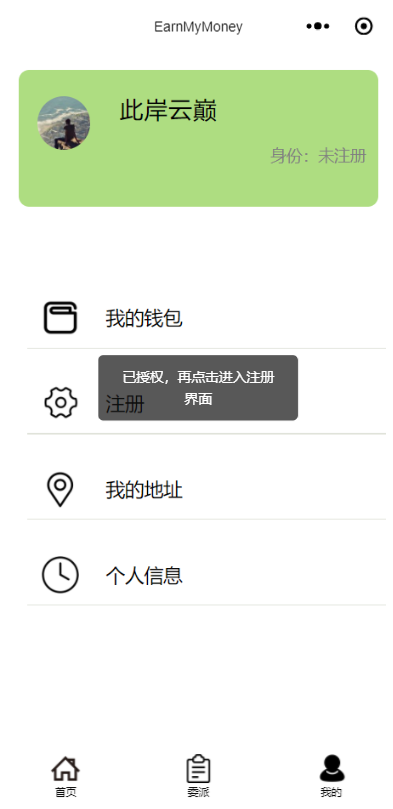 EarnMyMoney
此岸云巅
身份：未注册
我的钱包
已授权，再点击进入注册
界面
注册
我的地址
个人信息
首页
委派
我的